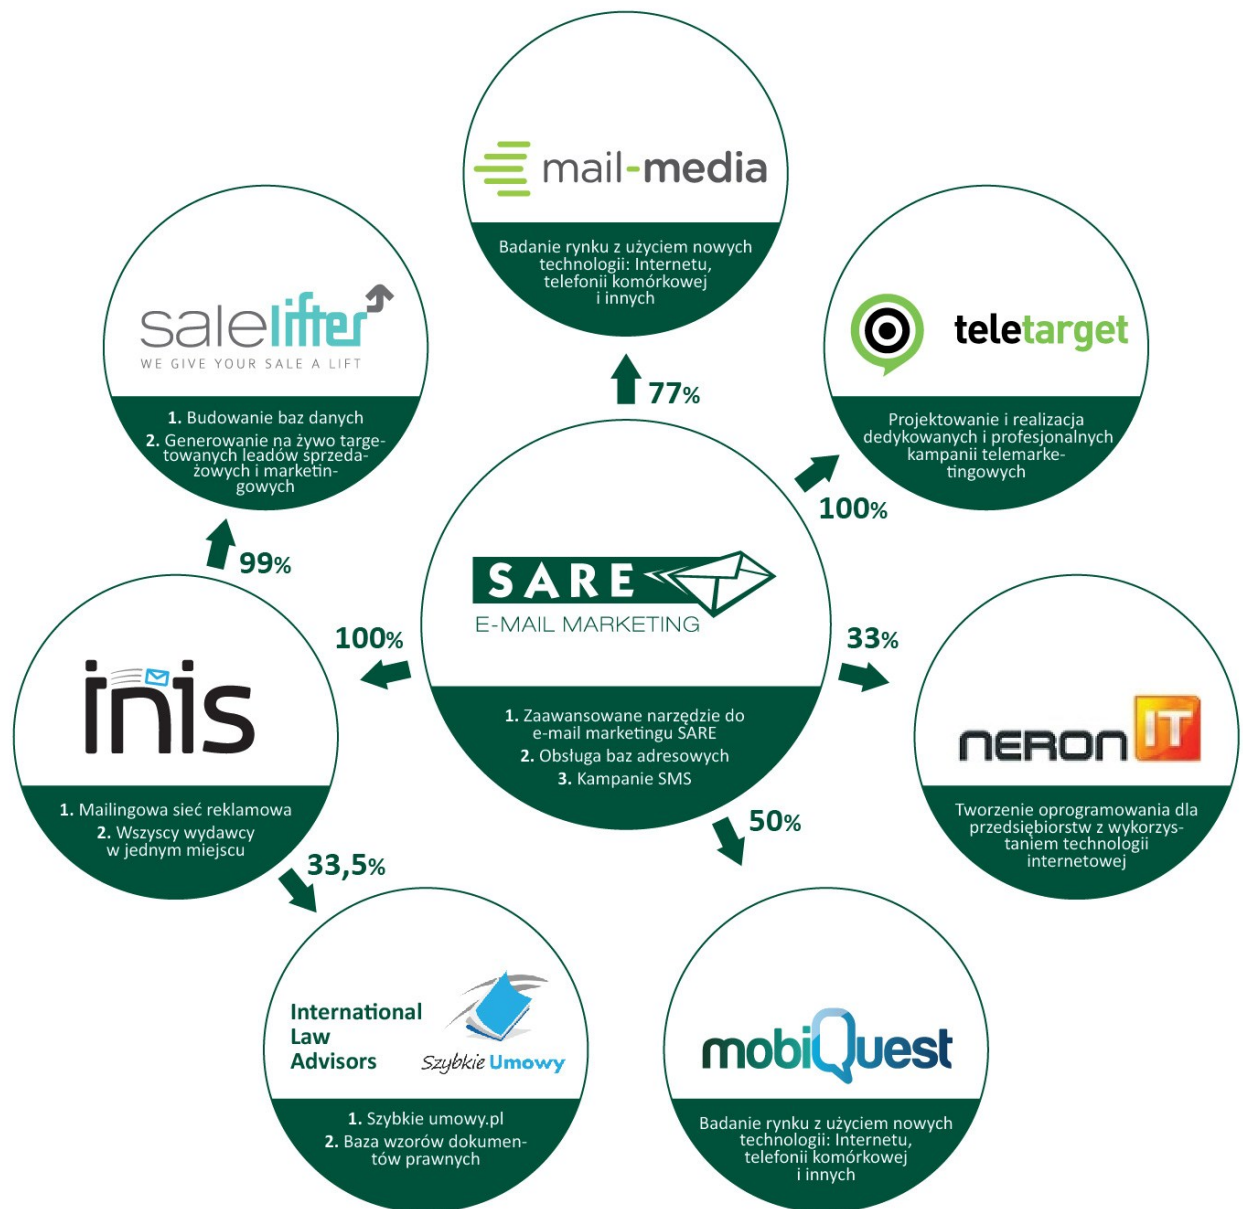 mail-media
Badanie rynku z użyciem nowych
technologii: Internetu,
telefonii komórkowej
i innych
salelifter
WE GIVE YOUR SALE A LIFT
1. Budowanie baz danych
2. Generowanie na żywo targe-
towanych leadów sprzeda-
żowych i marketin-
gowych
teletarget
Projektowanie i realizacja
dedykowanych i profesjonalnych
kampanii telemarke-
tingowych
77%
100%
99%
SARE
E-MAIL MARKETING
1. Zaawansowane narzędzie do
e-mail marketingu SARE
2. Obsługa baz adresowych
3. Kampanie SMS
100%
33%
inis
1. Mailingowa sieć reklamowa
2. Wszyscy wydawcy
w jednym miejscu
NERON IT
Tworzenie oprogramowania dla
przedsiębiorstw z wykorzys-
taniem technologii
internetowej
50%
33,5%
International
Law
Advisors
Szybkie Umowy
1. Szybkie umowy.pl
2. Baza wzorów dokumen-
tów prawnych
mobiQuest
Badanie rynku z użyciem nowych
technologii: Internetu,
telefonii komórkowej
i innych